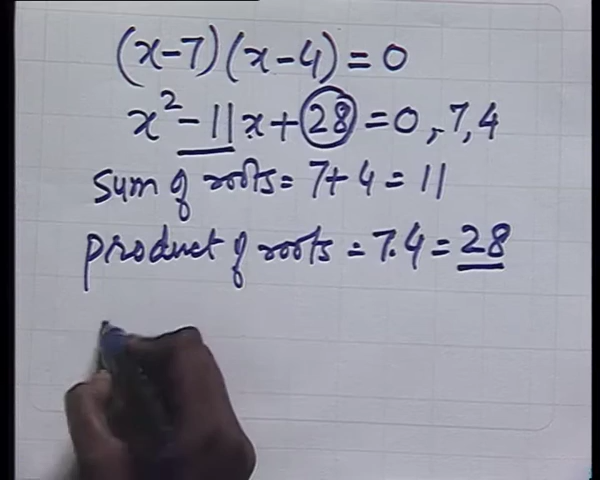 (x-7)(x-4)=0
x²-11x+28=0, 7,4
Sum of roots = 7+4=11
product of roots = 7.4=28